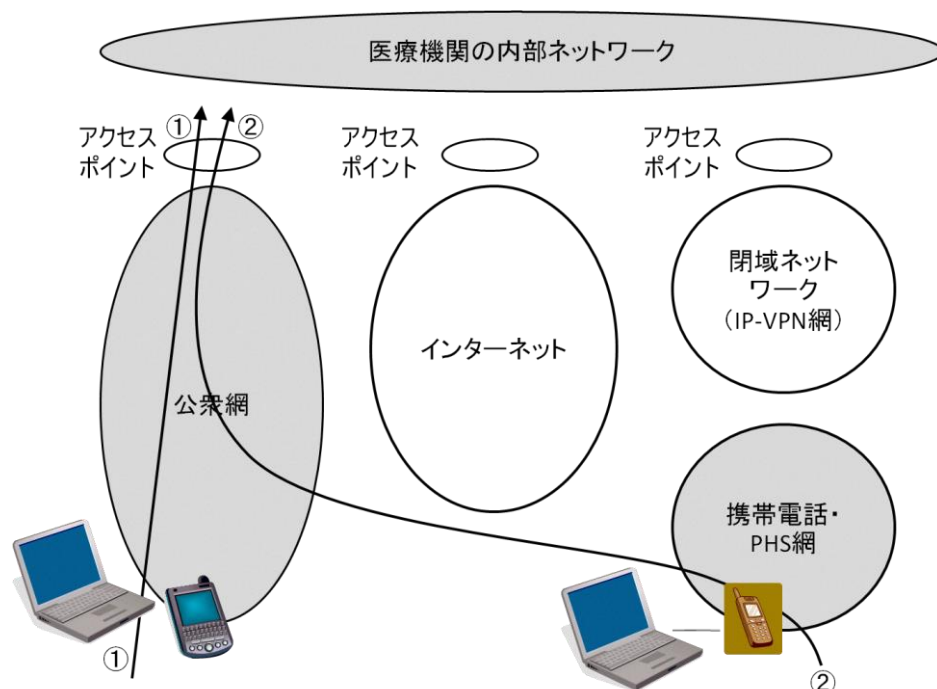 医療機関の内部ネットワーク
アクセス
ポイント
①
②
アクセス
ポイント
アクセス
ポイント
公衆網
インターネット
閉域ネット
ワーク
（IP-VPN網）
携帯電話・
PHS網
①
②